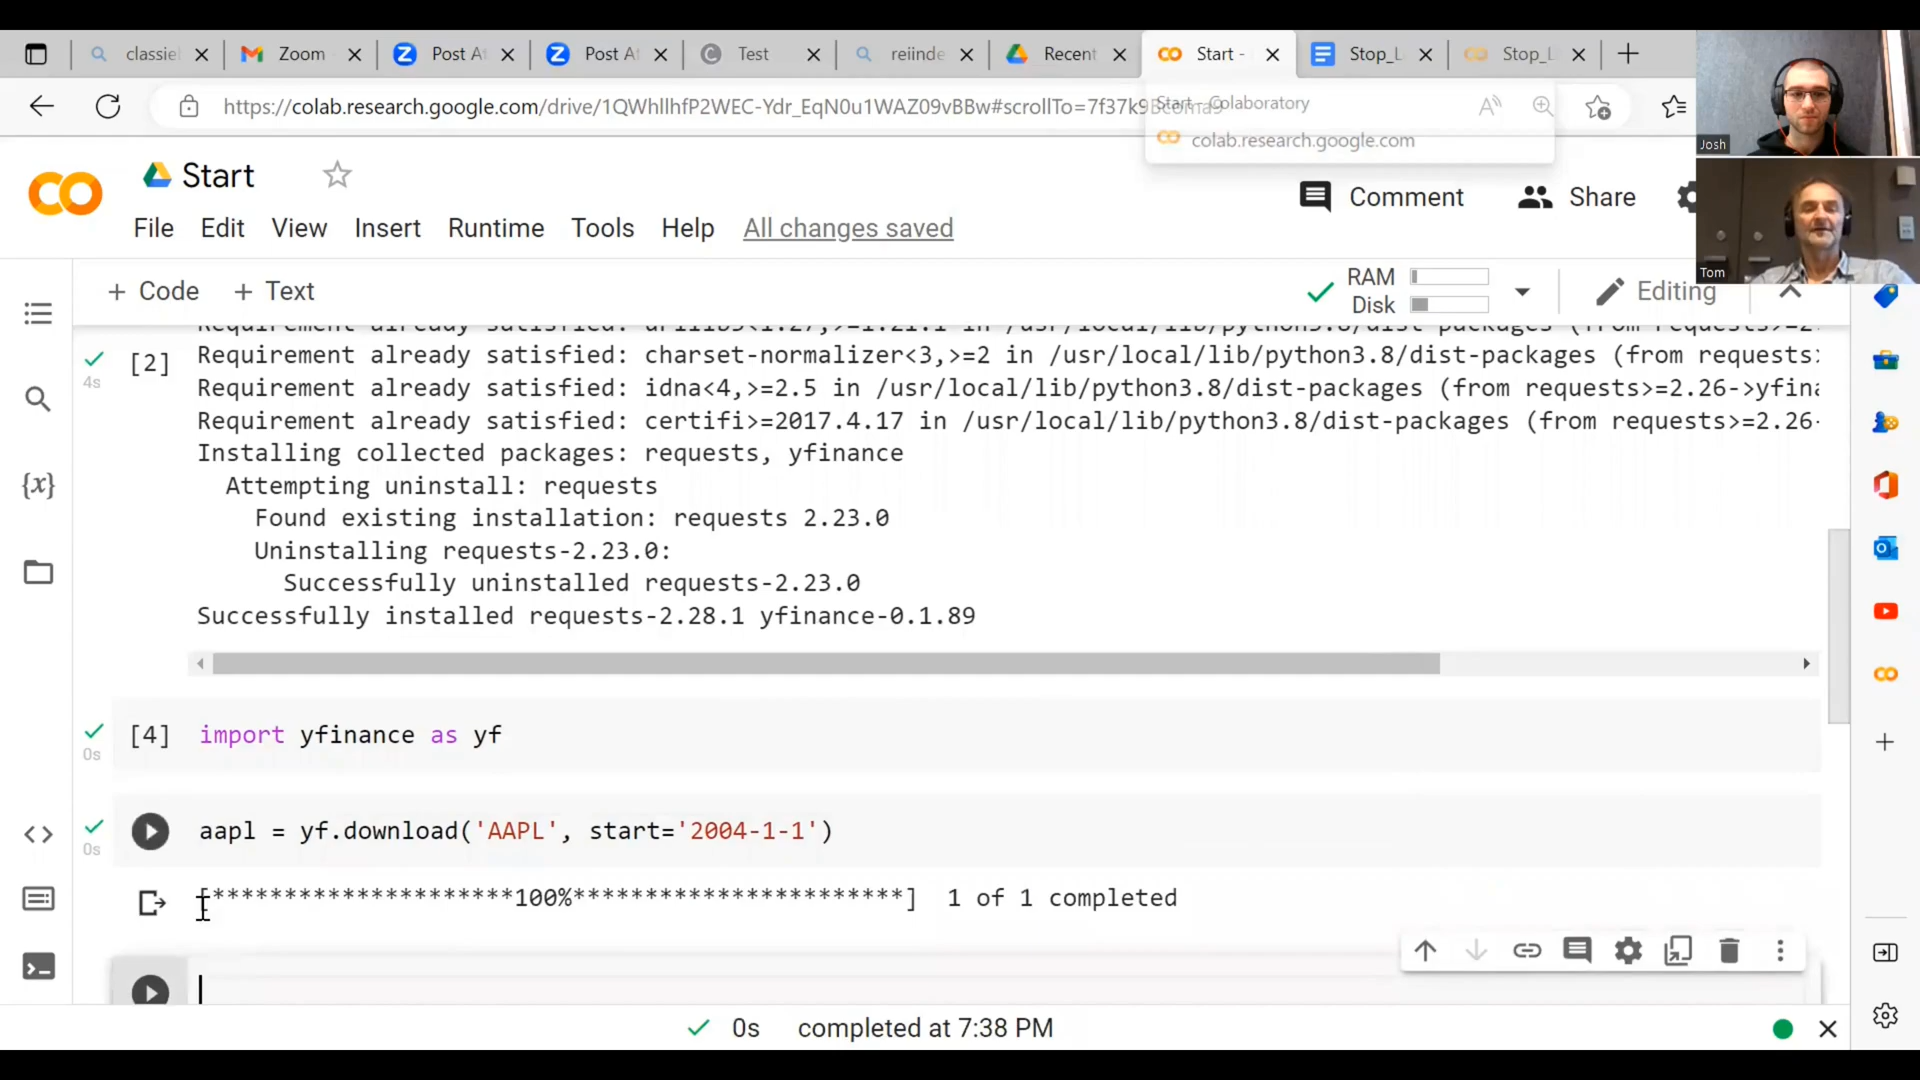 classie
Zoom
Post A
Post A
Test
reiinde
Recent
Start -
Stop_L
Stop_L
https://colab.research.google.com/drive/1QWhllhfP2WEC-Ydr_EqN0u1WAZ09vBBw#scrollTo=7f37k9
Start - Colaboratory
colab.research.google.com
Josh
Tom
Start
Comment
Share
File Edit View Insert Runtime Tools Help All changes saved
+ Code + Text
RAM
Disk
Editing
4s
[2]
Requirement already satisfied: charset-normalizer<3,>=2 in /usr/local/lib/python3.8/dist-packages (from requests>
Requirement already satisfied: idna<4,>=2.5 in /usr/local/lib/python3.8/dist-packages (from requests>=2.26->yfina
Requirement already satisfied: certifi>=2017.4.17 in /usr/local/lib/python3.8/dist-packages (from requests>=2.26-
Installing collected packages: requests, yfinance
Attempting uninstall: requests
Found existing installation: requests 2.23.0
Uninstalling requests-2.23.0:
Successfully uninstalled requests-2.23.0
Successfully installed requests-2.28.1 yfinance-0.1.89
0s
[4] import yfinance as yf
0s
aapl = yf.download('AAPL', start='2004-1-1')
[*********************100%***********************] 1 of 1 completed
0s completed at 7:38 PM